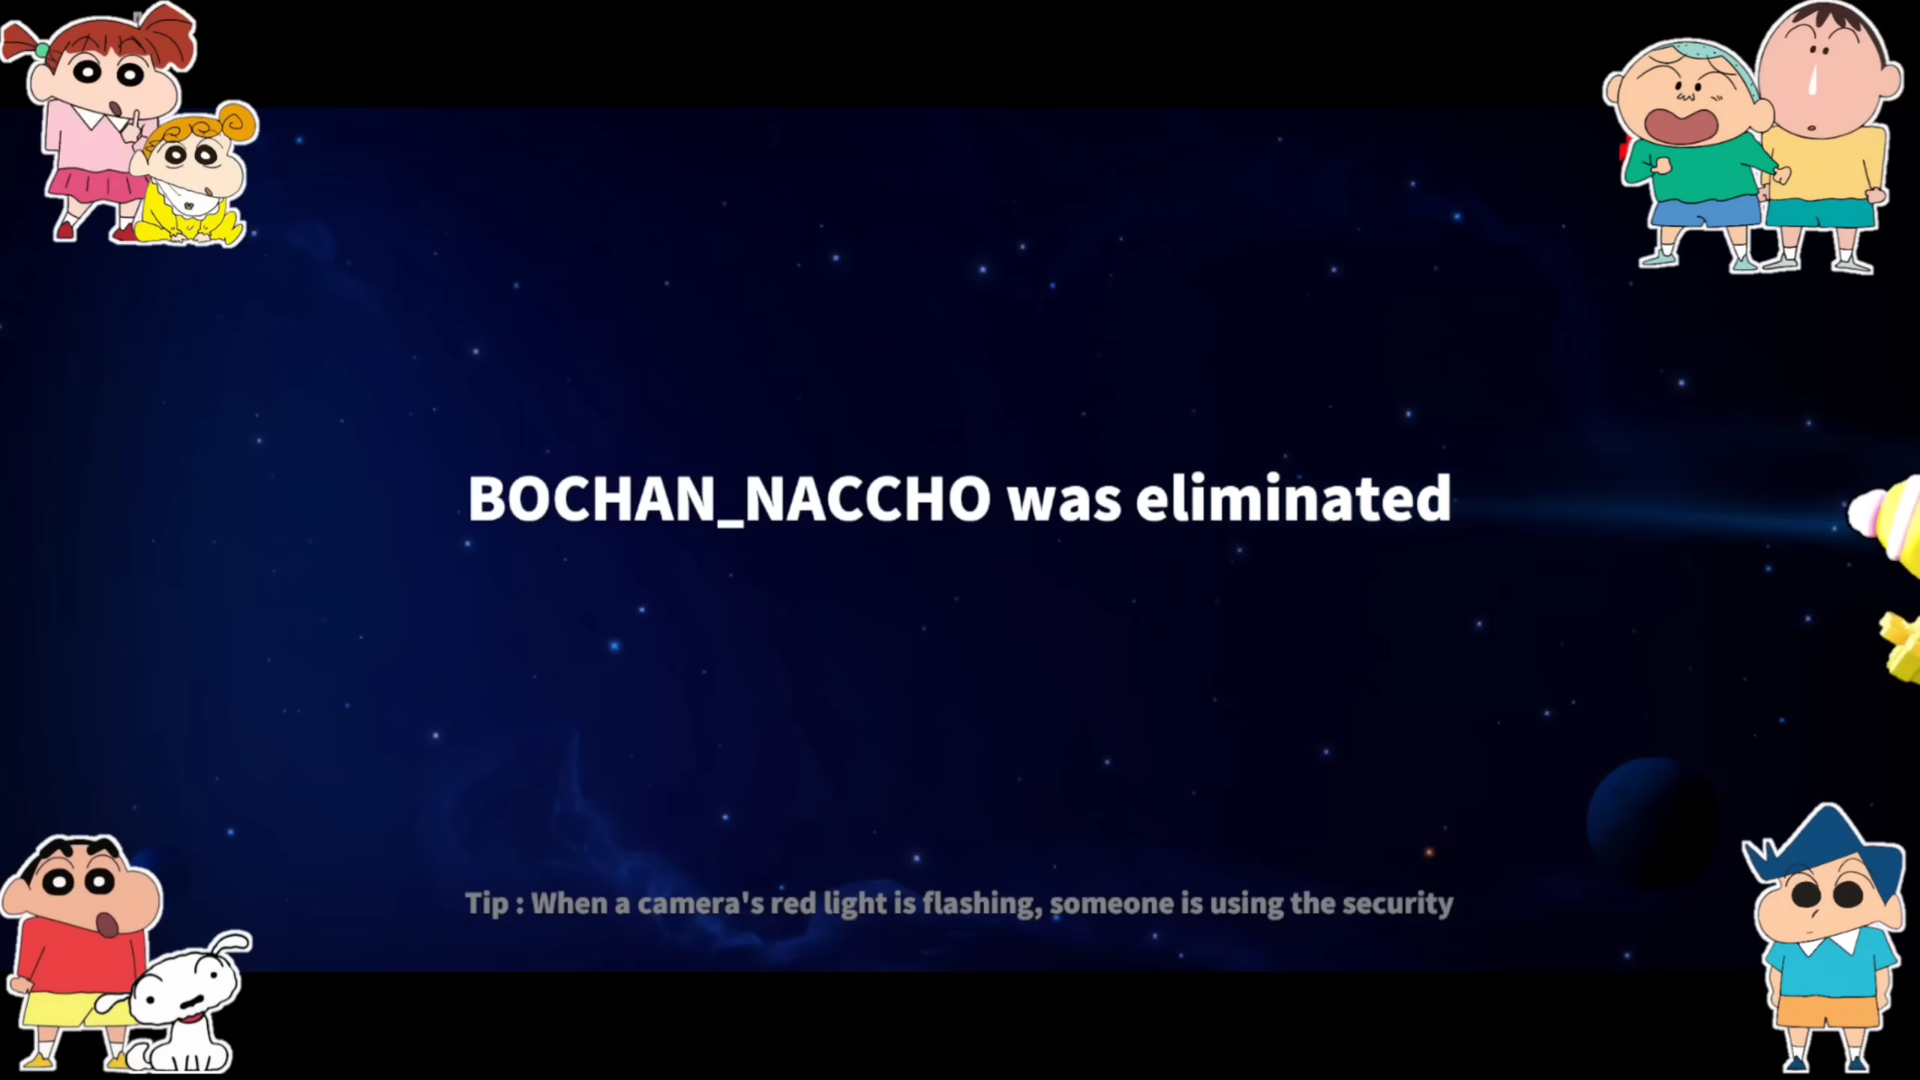 BOCHAN_NACCHO was eliminated
Tip : When a camera's red light is flashing, someone is using the security